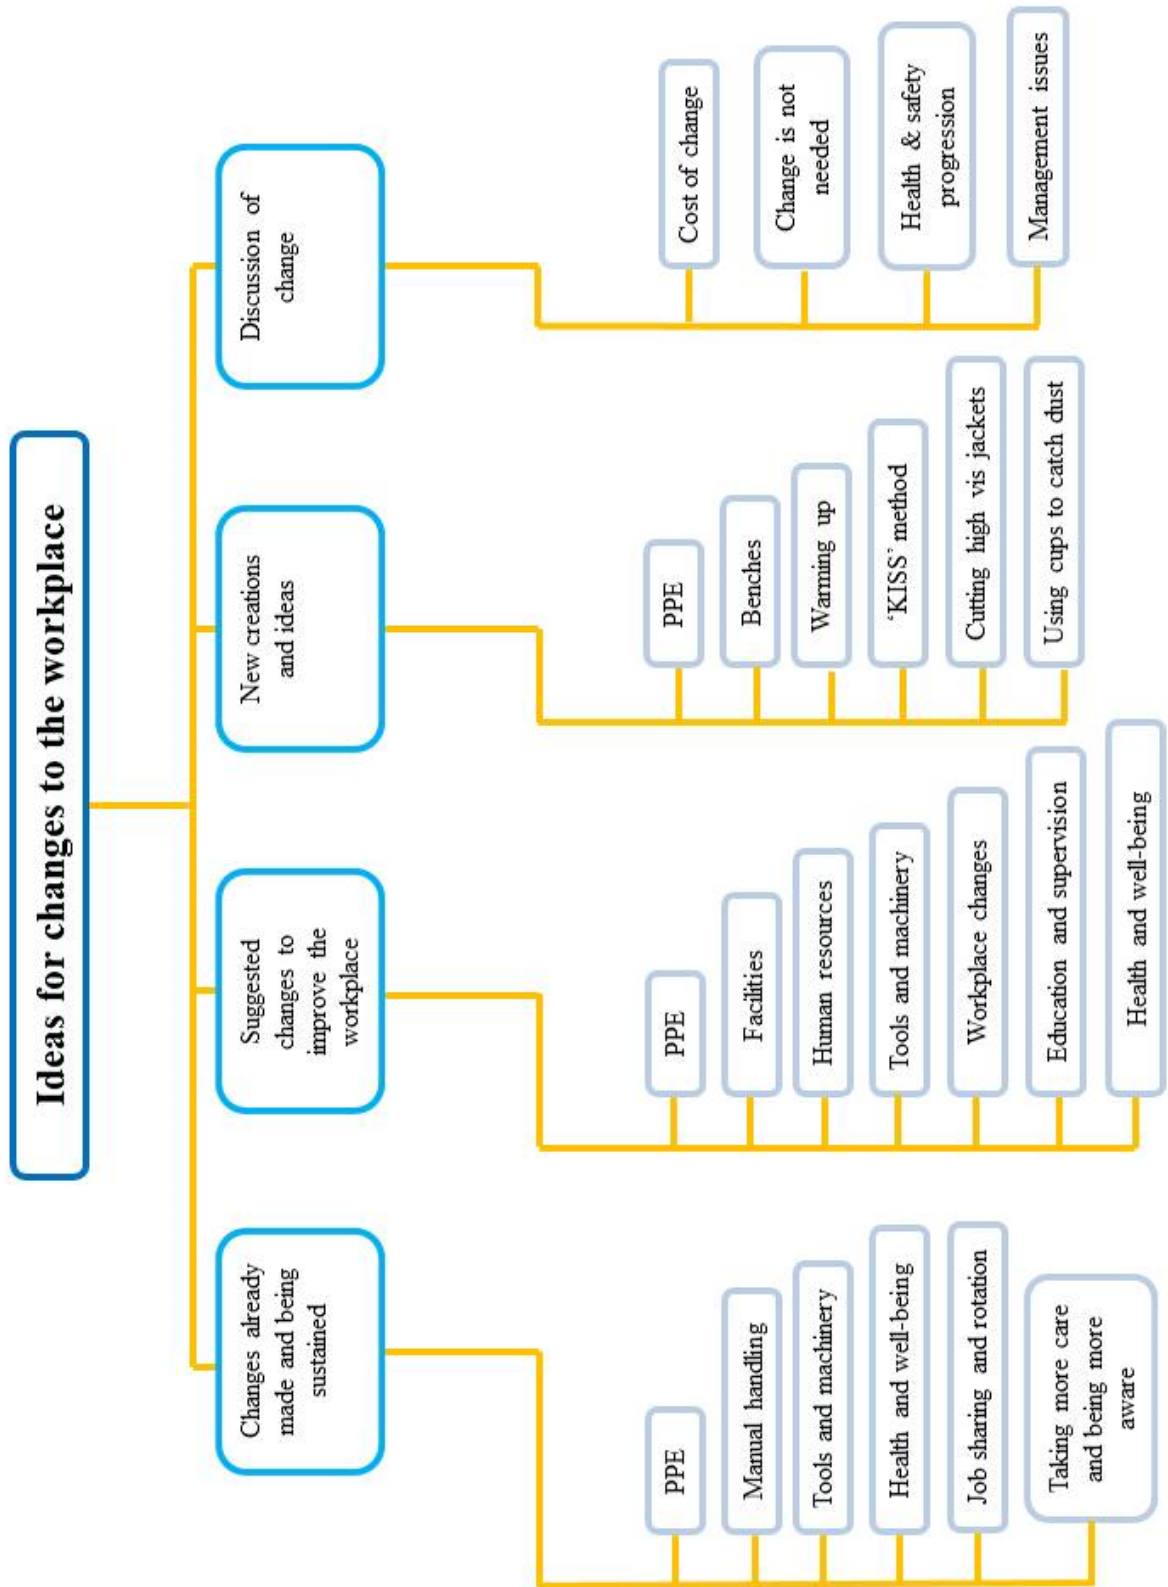 Ideas for changes to the workplace
Changes already
made and being
sustained
PPE
Manual handling
Tools and machinery
Health and well-being
Job sharing and rotation
Taking more care
and being more
aware
Suggested
changes to
improve the
workplace
PPE
Facilities
Human resources
Tools and machinery
Workplace changes
Education and supervision
Health and well-being
New creations
and ideas
PPE
Benches
Warming up
‘KISS’ method
Cutting high vis jackets
Using cups to catch dust
Discussion of
change
Cost of change
Change is not
needed
Health & safety
progression
Management issues